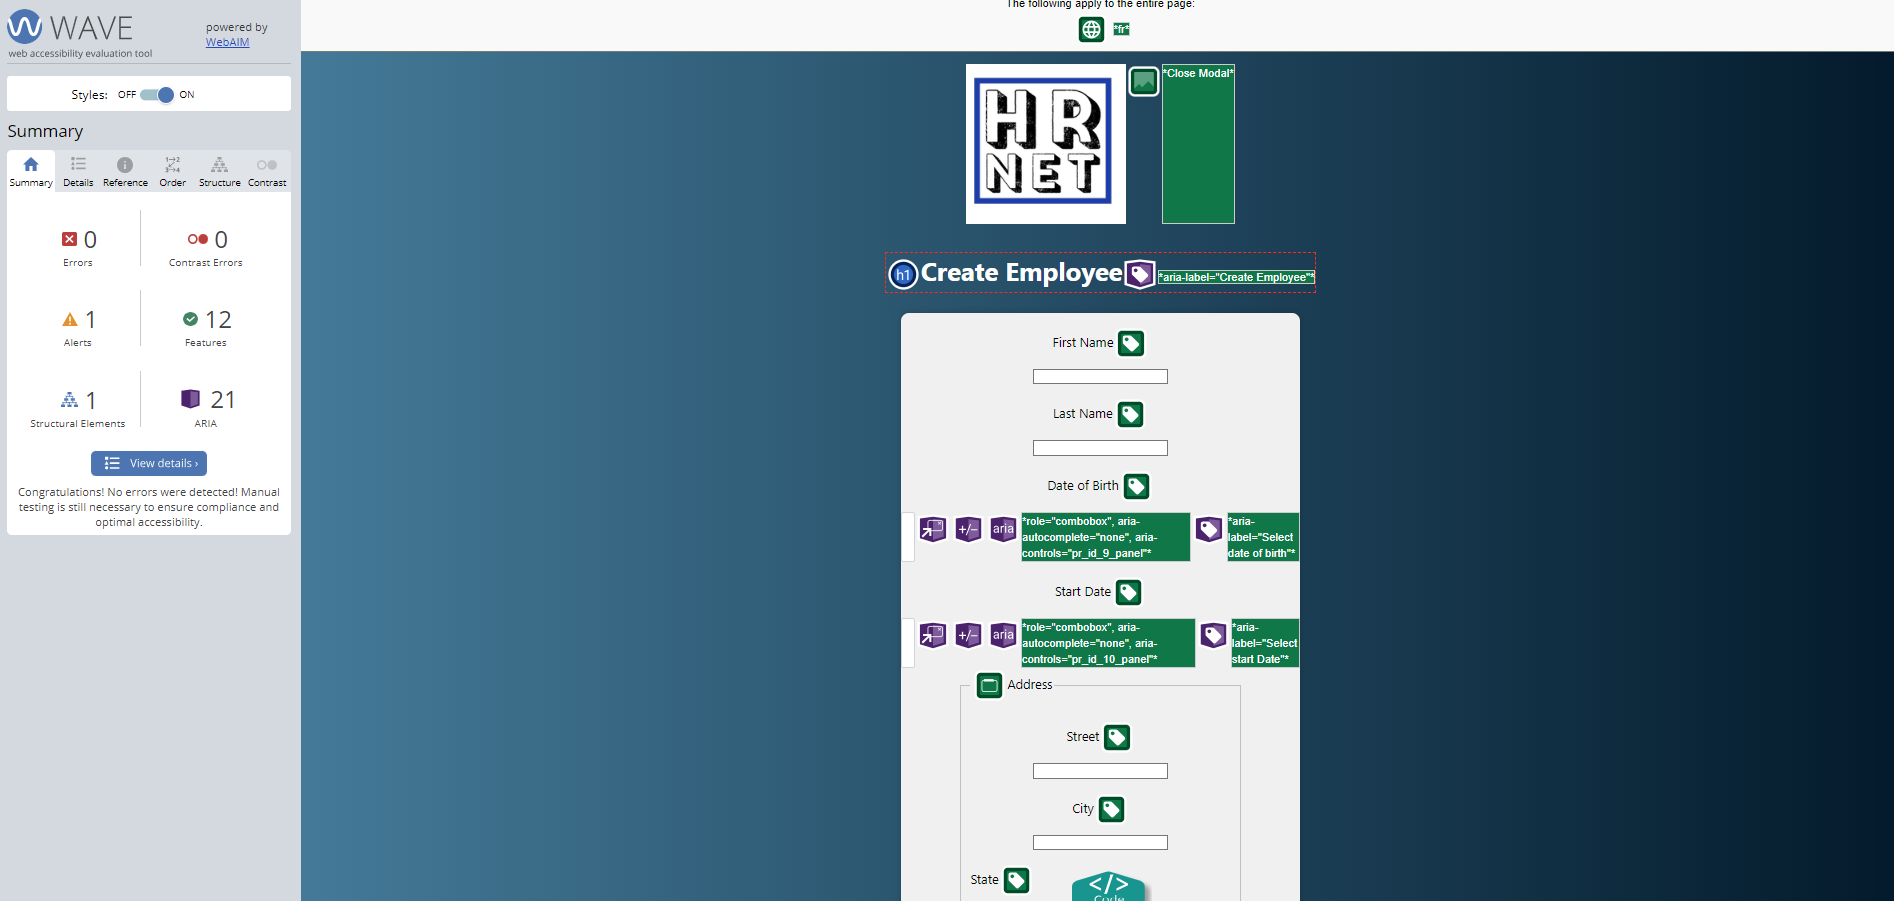 WAVE
web accessibility evaluation tool
powered by
WebAIM
Styles: OFF ON
Summary
Summary Details Reference Order Structure Contrast
0
Errors
0
Contrast Errors
1
Alerts
12
Features
1
Structural Elements
21
ARIA
View details ›
Congratulations! No errors were detected! Manual
testing is still necessary to ensure compliance and
optimal accessibility.
The following apply to the entire page:
*fr*
HR
NET
*Close Modal*
h1 Create Employee *aria-label="Create Employee"*
First Name
Last Name
Date of Birth
+/- aria
*role="combobox", aria-
autocomplete="none", aria-
controls="pr_id_9_panel"*
*aria-
label="Select
date of birth"*
Start Date
+/- aria
*role="combobox", aria-
autocomplete="none", aria-
controls="pr_id_10_panel"*
*aria-
label="Select
start Date"*
Address
Street
City
State
</>
Code